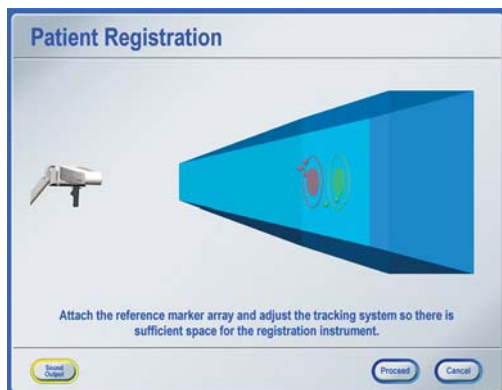 Patient Registration
Attach the reference marker array and adjust the tracking system so there is
sufficient space for the registration instrument.
Sound
Output
Proceed
Cancel